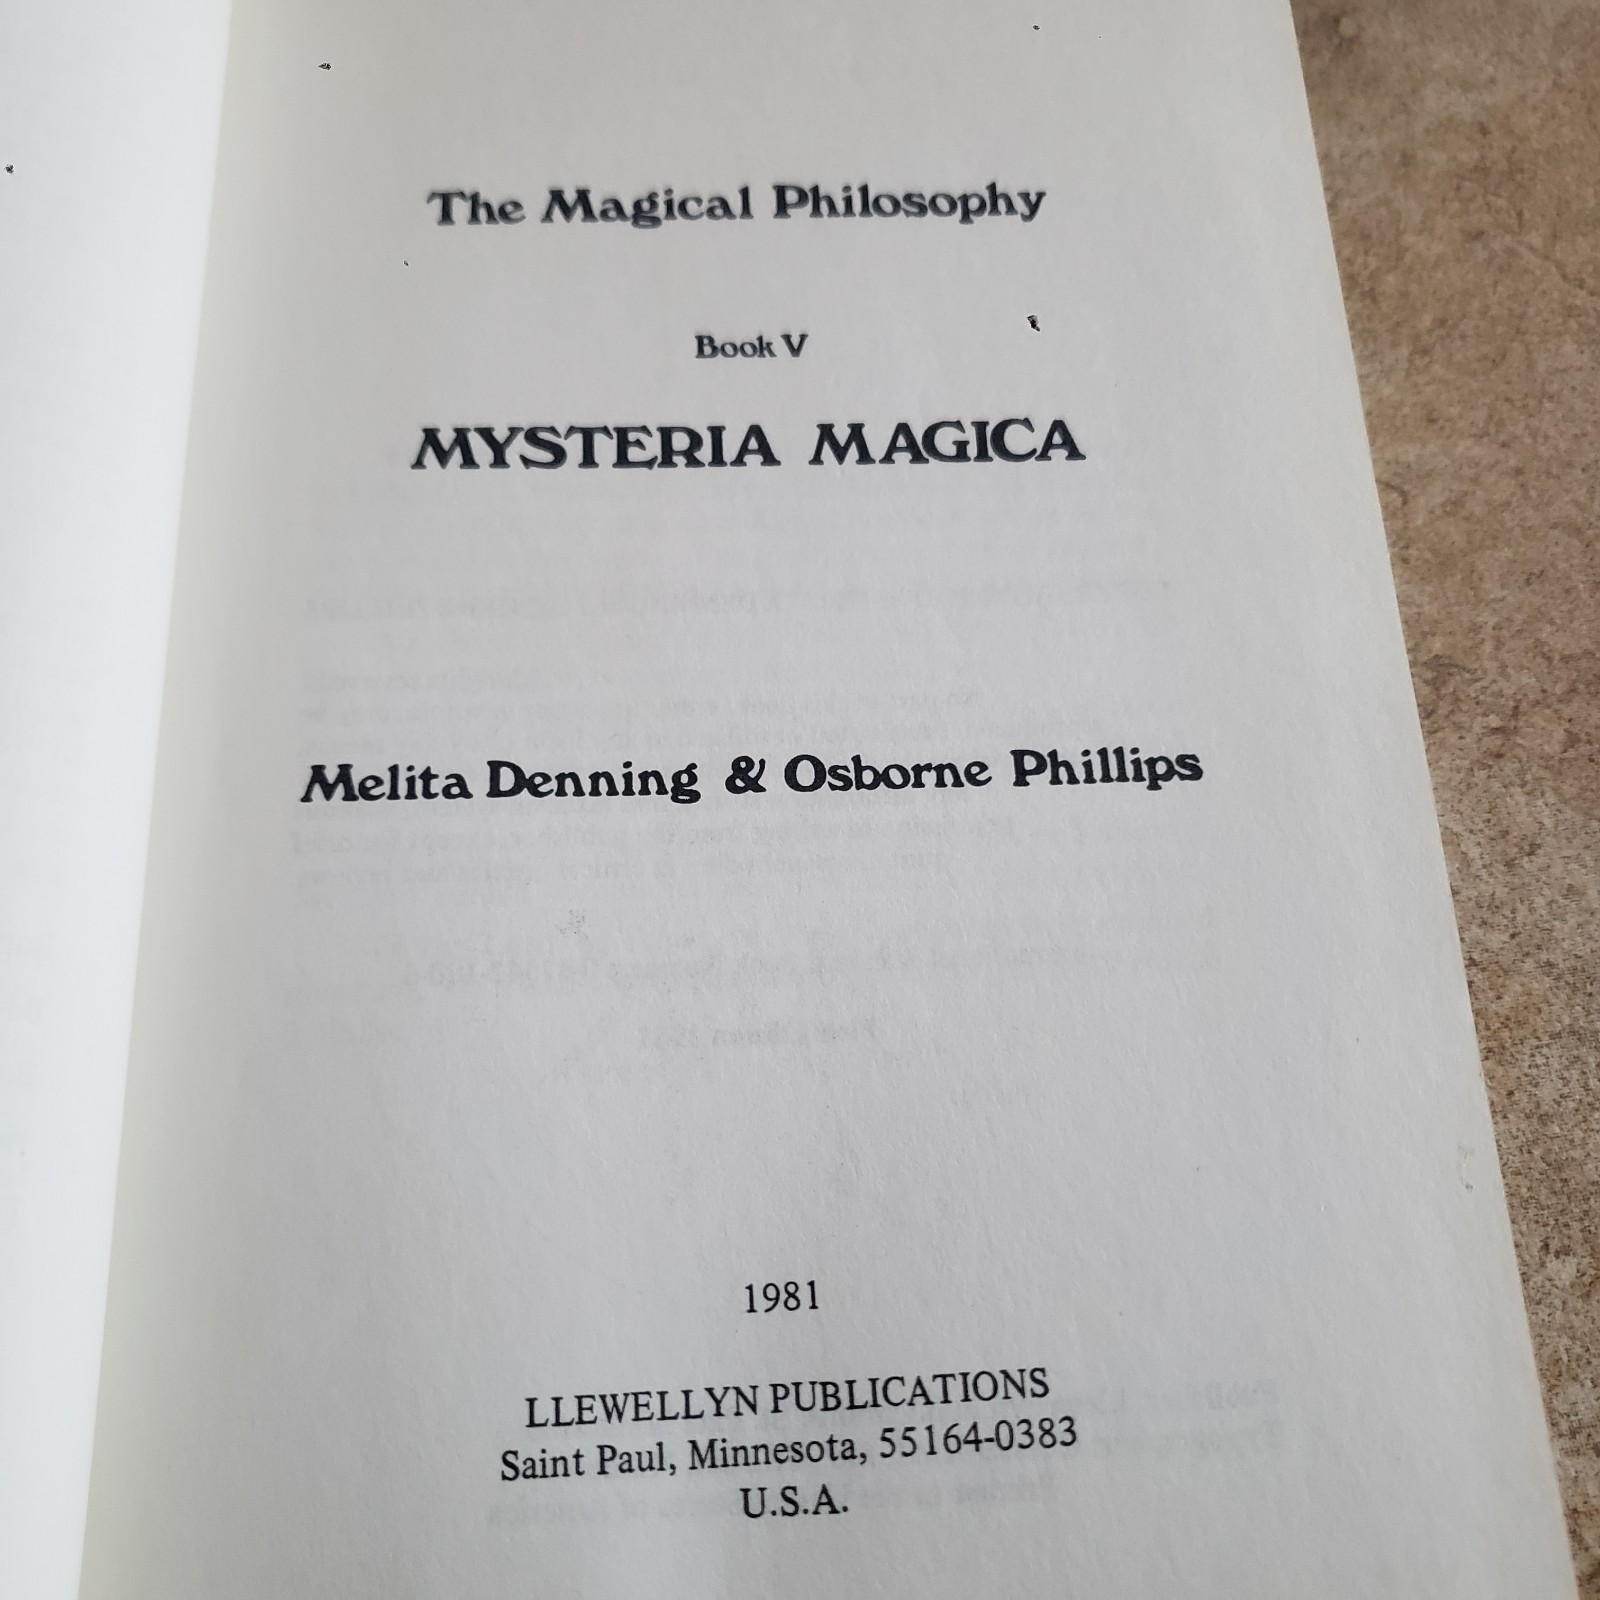 The Magical Philosophy
Book V
MYSTERIA MAGICA
Melita Denning & Osborne Phillips
1981
LLEWELLYN PUBLICATIONS
Saint Paul, Minnesota, 55164-0383
U.S.A.